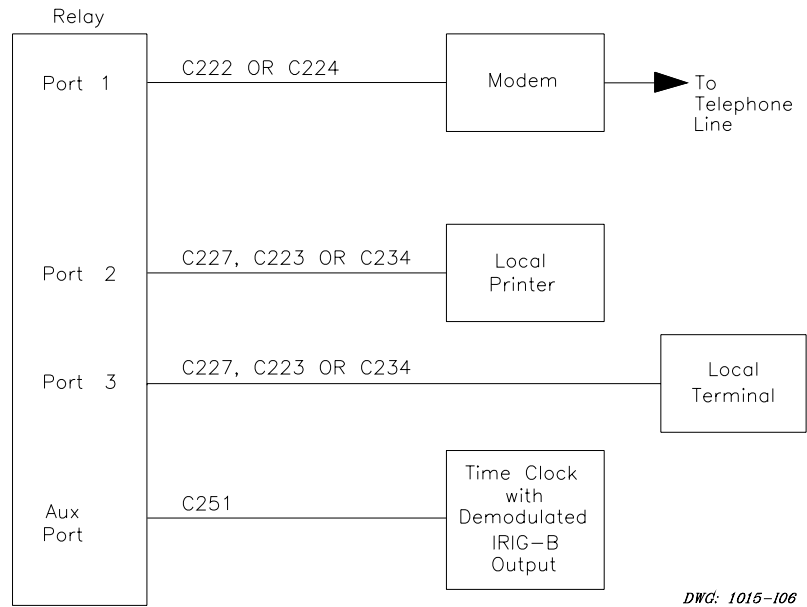 Relay
Port 1
C222 OR C224
Modem
To
Telephone
Line
Port 2
C227, C223 OR C234
Local
Printer
Port 3
C227, C223 OR C234
Local
Terminal
Aux
Port
C251
Time Clock
with
Demodulated
IRIG-B
Output
DWG: 1015-I06